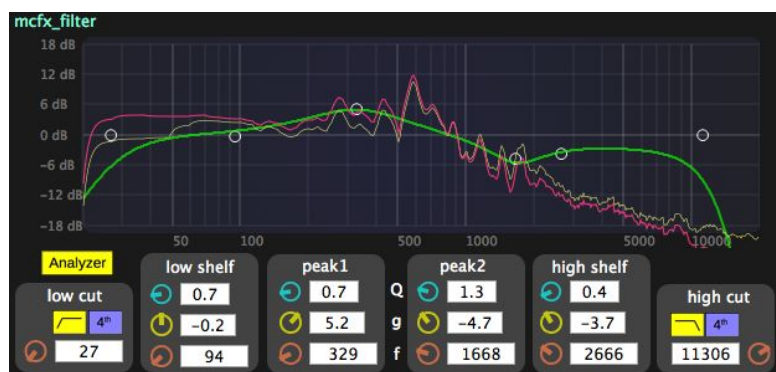 mcfx_filter
18 dB
12 dB
6 dB
0 dB
-6 dB
-12 dB
-18 dB
50 100 500 1000 5000 10000
Analyzer
low shelf peak1 peak2 high shelf
low cut high cut
0.7 0.7 Q 1.3 0.4
4th -0.2 5.2 g -4.7 -3.7 4th
27 94 329 f 1668 2666 11306